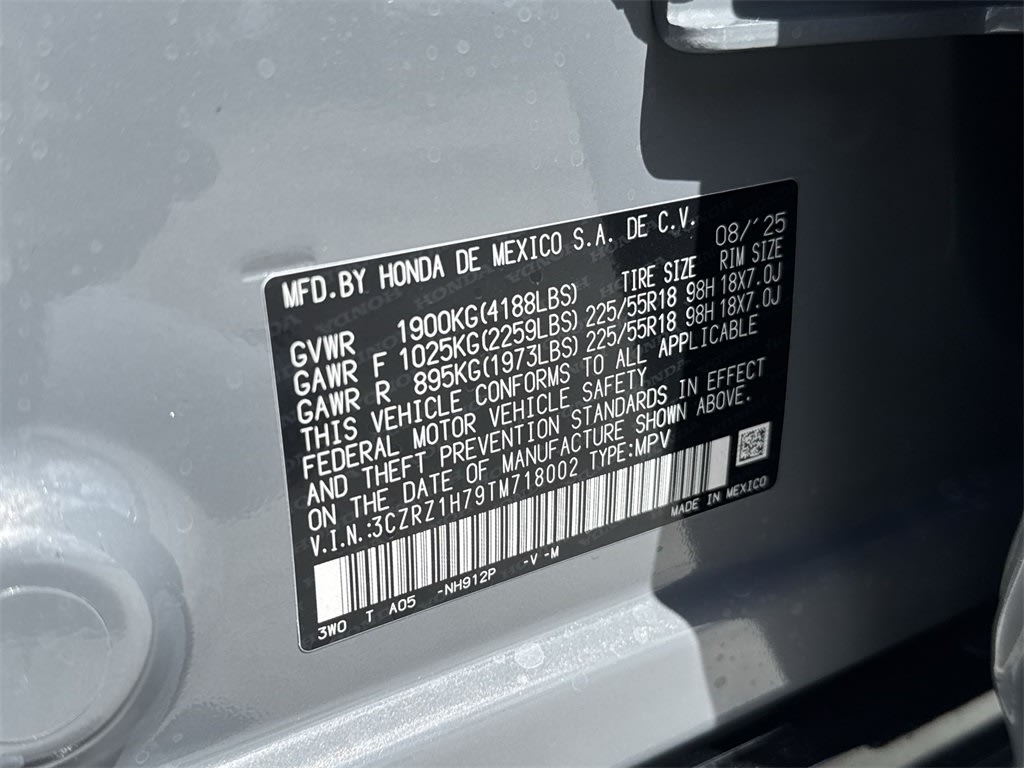 MFD.BY HONDA DE MEXICO S.A. DE C.V. 08/'25
TIRE SIZE RIM SIZE
GVWR 1900KG(4188LBS)
GAWR F 1025KG(2259LBS) 225/55R18 98H 18X7.0J
GAWR R 895KG(1973LBS) 225/55R18 98H 18X7.0J
THIS VEHICLE CONFORMS TO ALL APPLICABLE
FEDERAL MOTOR VEHICLE SAFETY
AND THEFT PREVENTION STANDARDS IN EFFECT
ON THE DATE OF MANUFACTURE SHOWN ABOVE.
V.I.N.:3CZRZ1H79TM718002 TYPE:MPV
MADE IN MEXICO
3W0 T A05 -NH912P -V -M